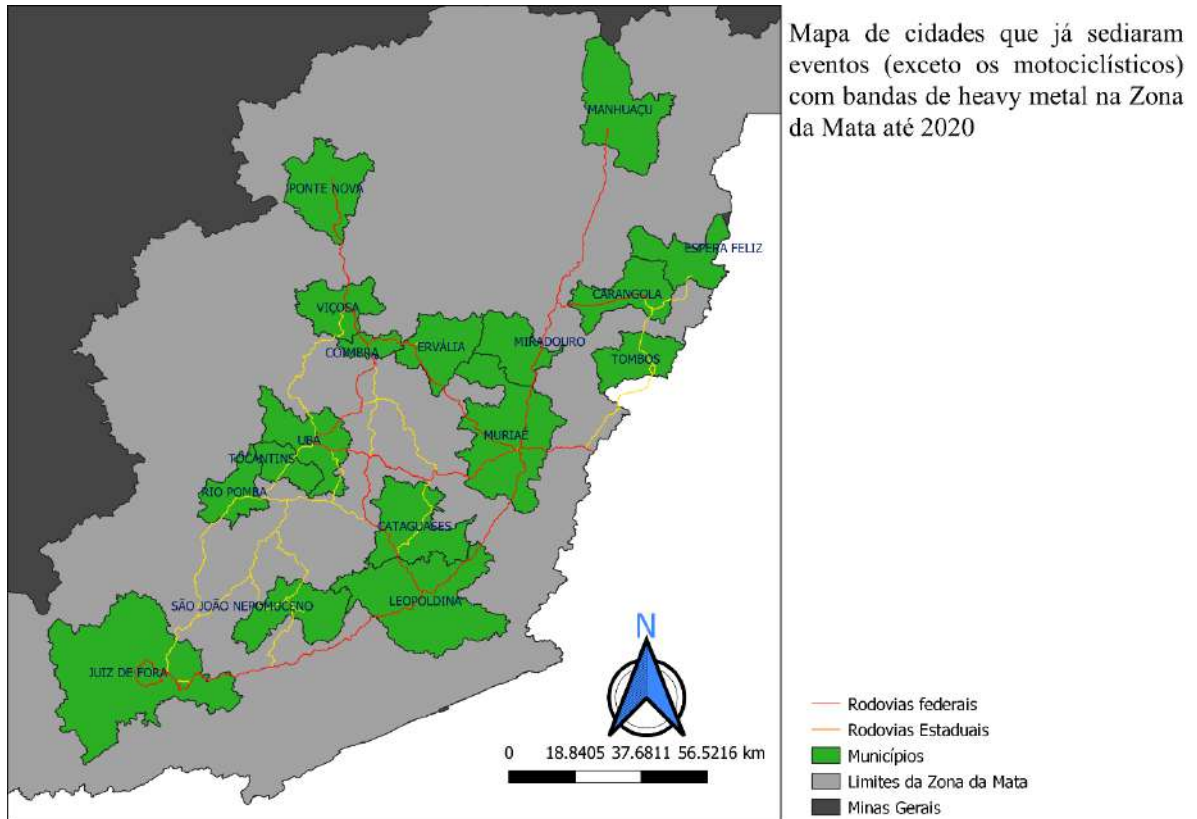 Mapa de cidades que já sediaram
eventos (exceto os motociclísticos)
com bandas de heavy metal na Zona
da Mata até 2020
MANHUAÇU
PONTE NOVA
ESPERA FELIZ
CARANGOLA
VIÇOSA
COIMBRA
ERVÁLIA
MIRADOURO
TOMBOS
MURIAÉ
UBÁ
TOCANTINS
RIO POMBA
CATAGUASES
SÃO JOÃO NEPOMUCENO
LEOPOLDINA
JUIZ DE FORA
N
0 18.8405 37.6811 56.5216 km
Rodovias federais
Rodovias Estaduais
Municípios
Limites da Zona da Mata
Minas Gerais